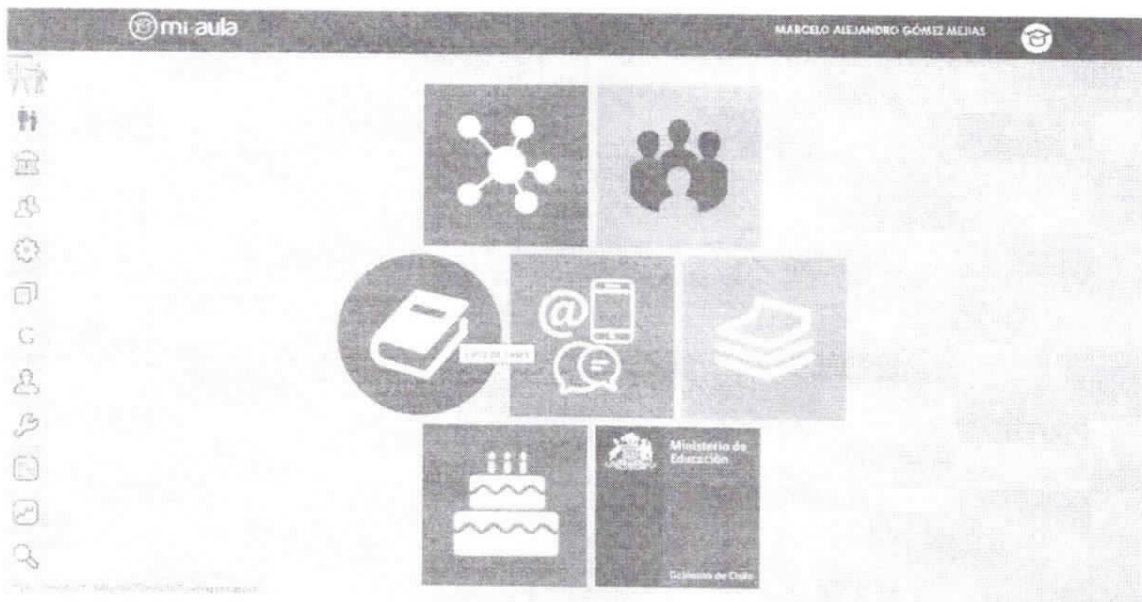 mi aula
MARCELO ALEJANDRO GÓMEZ MEJIAS
G
@
Ministerio de
Educación
Gobierno de Chile